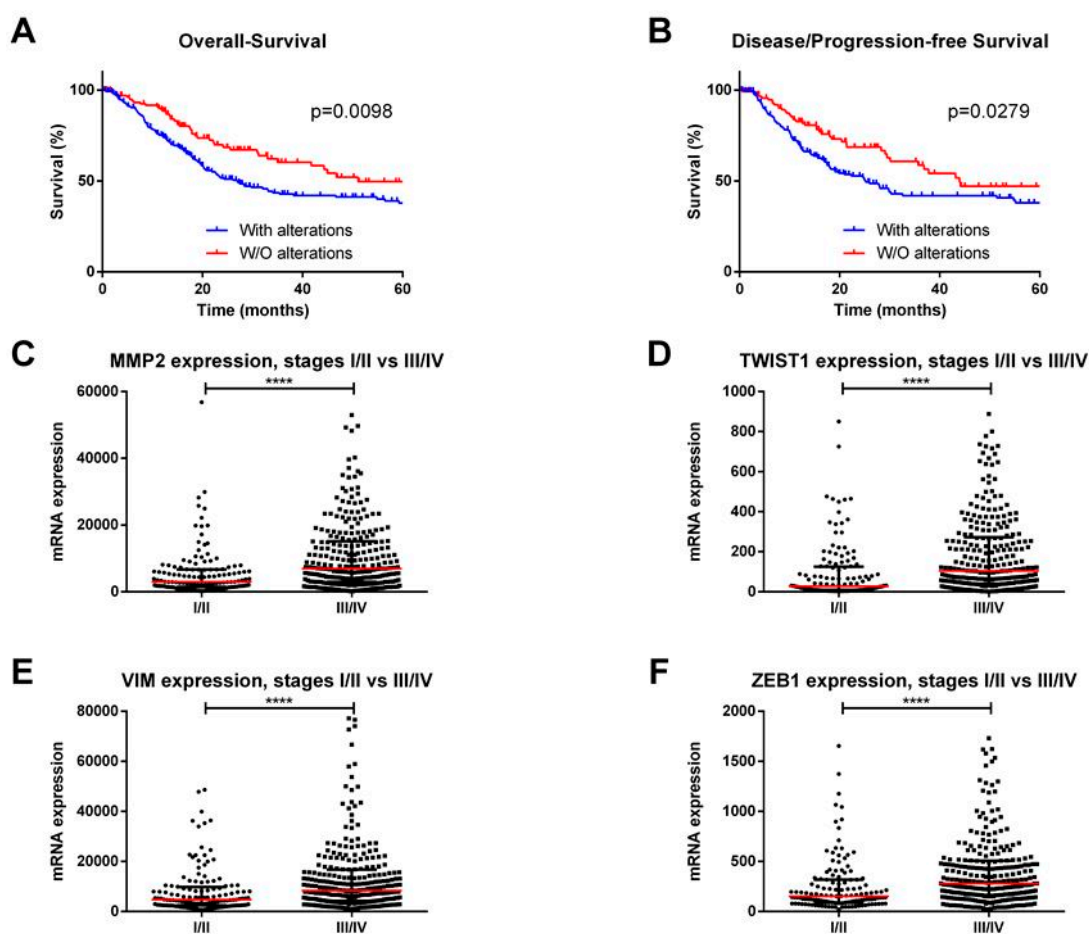 A
Overall-Survival
100
50
0
Survival (%)
p=0.0098
With alterations
W/O alterations
0 20 40 60
Time (months)
B
Disease/Progression-free Survival
100
50
0
Survival (%)
p=0.0279
With alterations
W/O alterations
0 20 40 60
Time (months)
C
MMP2 expression, stages I/II vs III/IV
****
60000
40000
20000
0
mRNA expression
I/II III/IV
D
TWIST1 expression, stages I/II vs III/IV
****
1000
800
600
400
200
0
mRNA expression
I/II III/IV
E
VIM expression, stages I/II vs III/IV
****
80000
60000
40000
20000
0
mRNA expression
I/II III/IV
F
ZEB1 expression, stages I/II vs III/IV
****
2000
1500
1000
500
0
mRNA expression
I/II III/IV